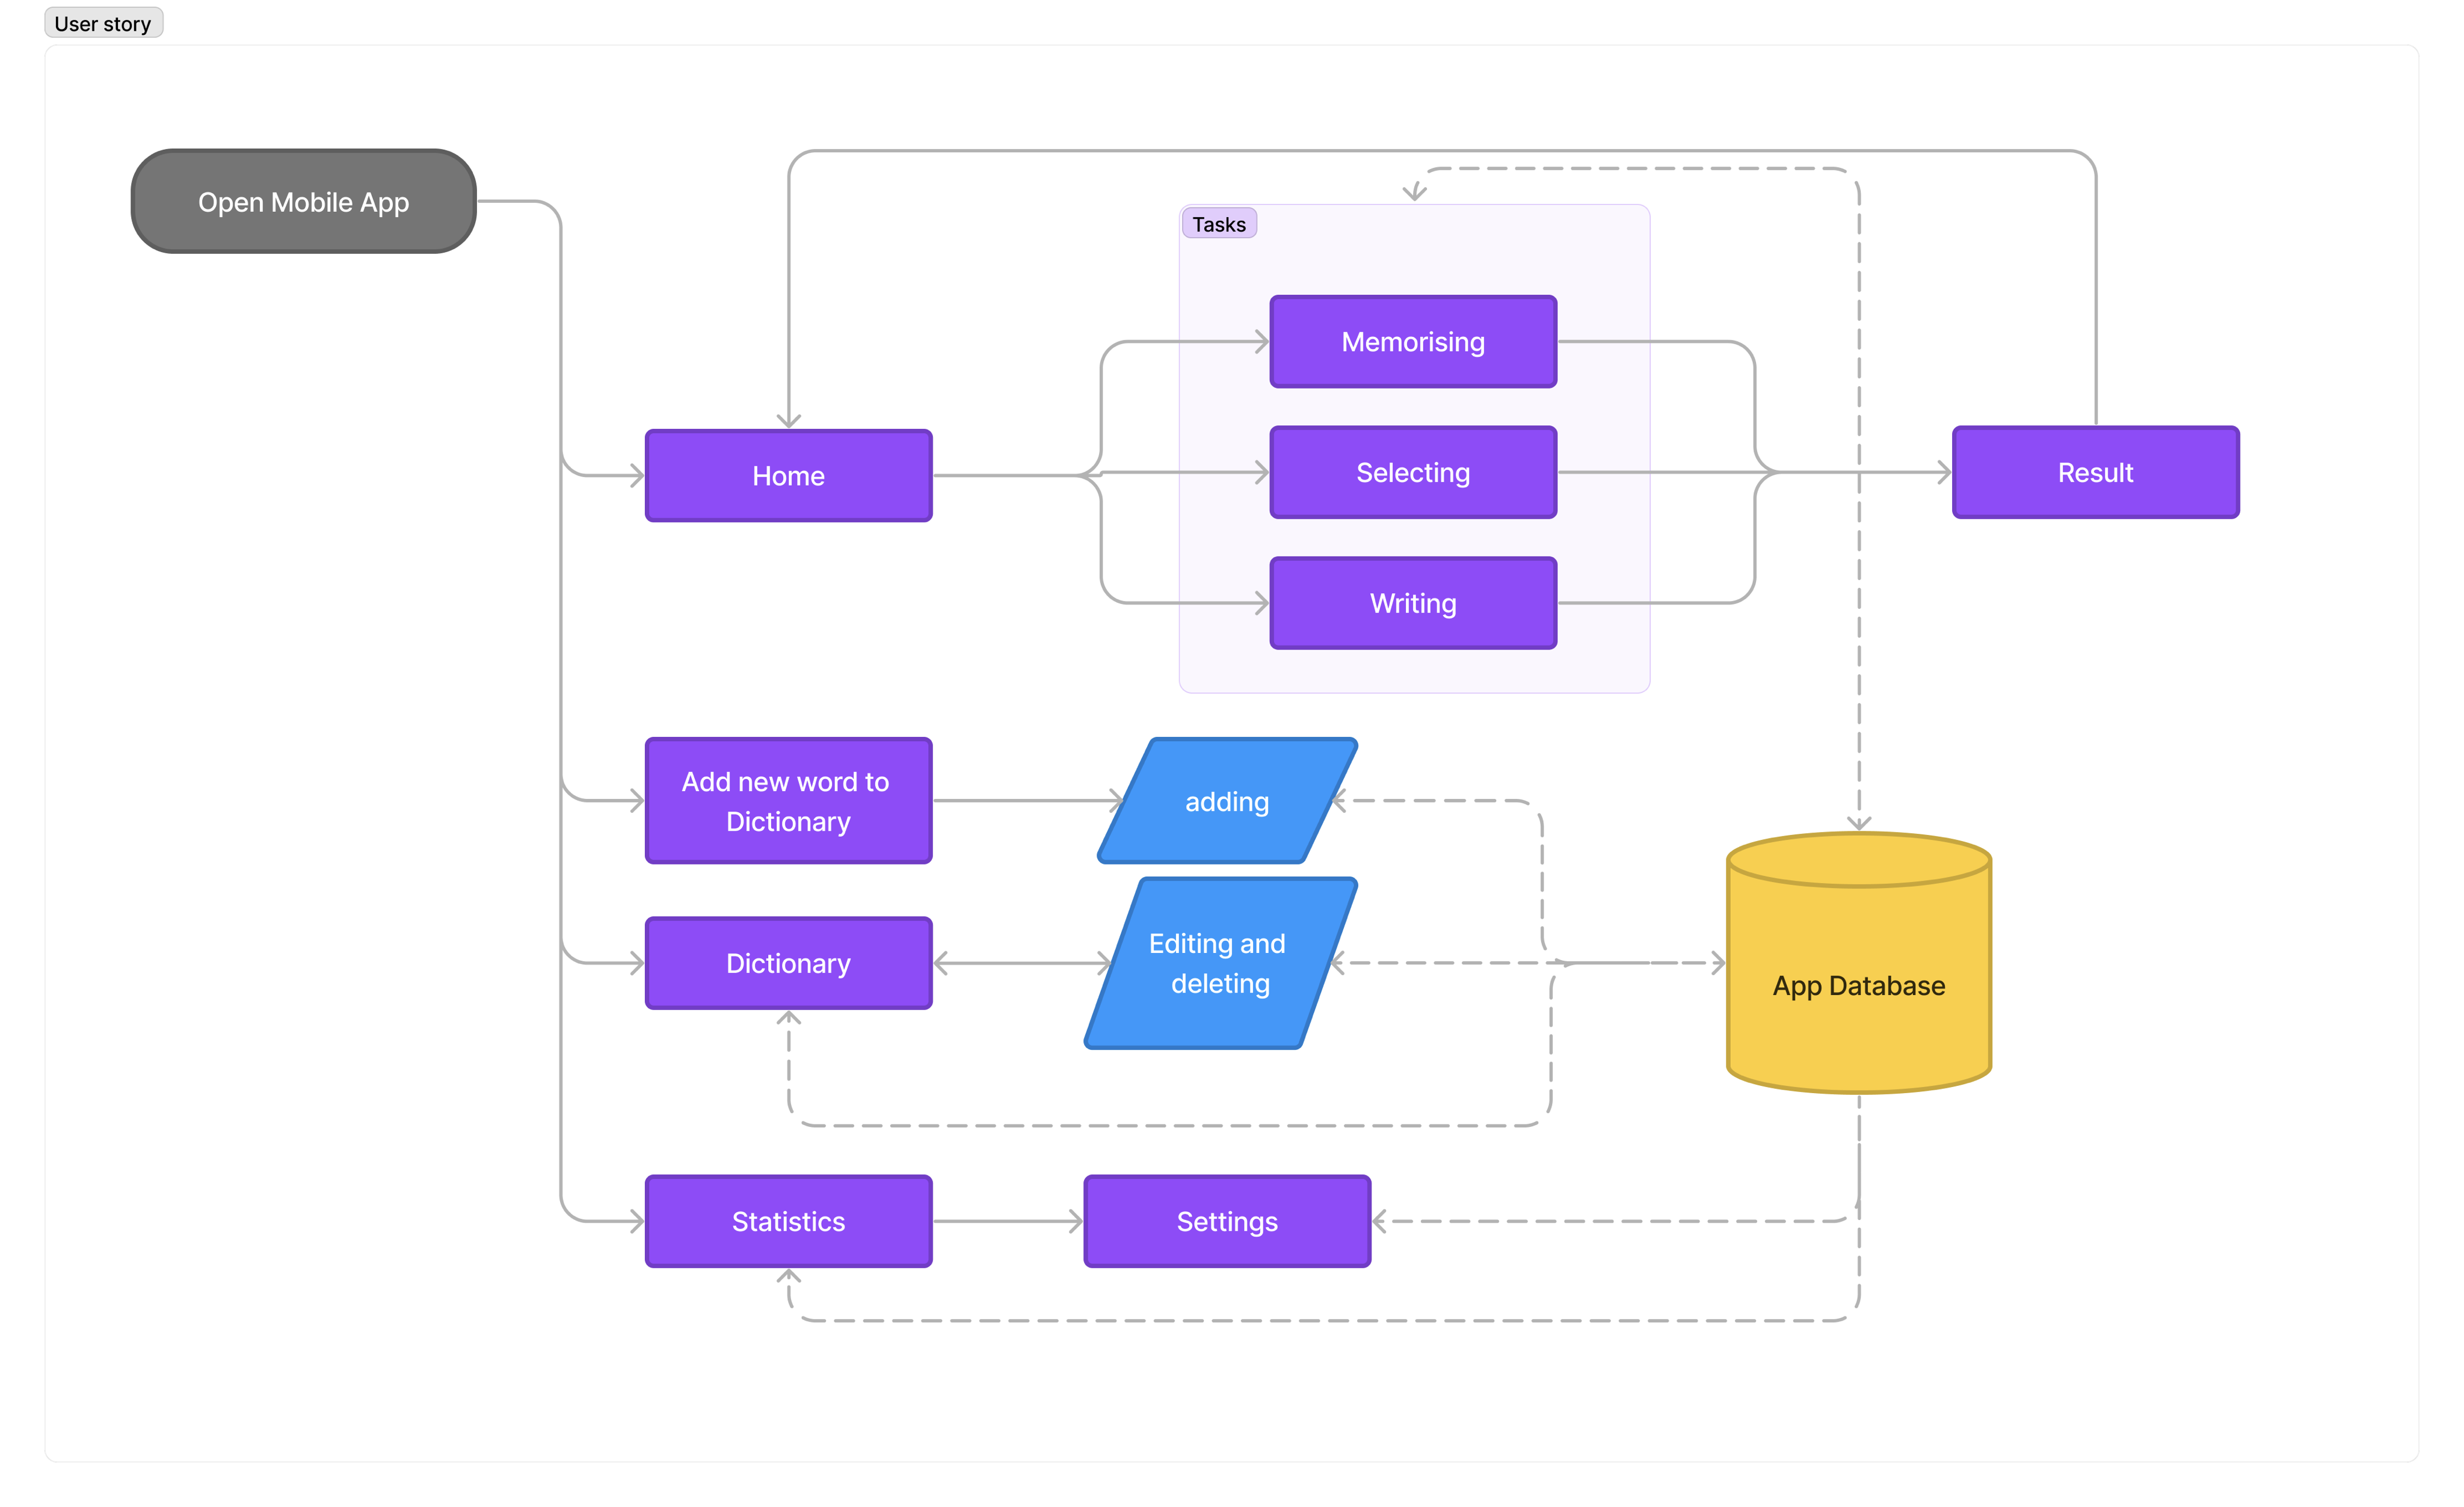 User story
Open Mobile App
Tasks
Memorising
Home
Selecting
Result
Writing
Add new word to
Dictionary
adding
Dictionary
Editing and
deleting
App Database
Statistics
Settings